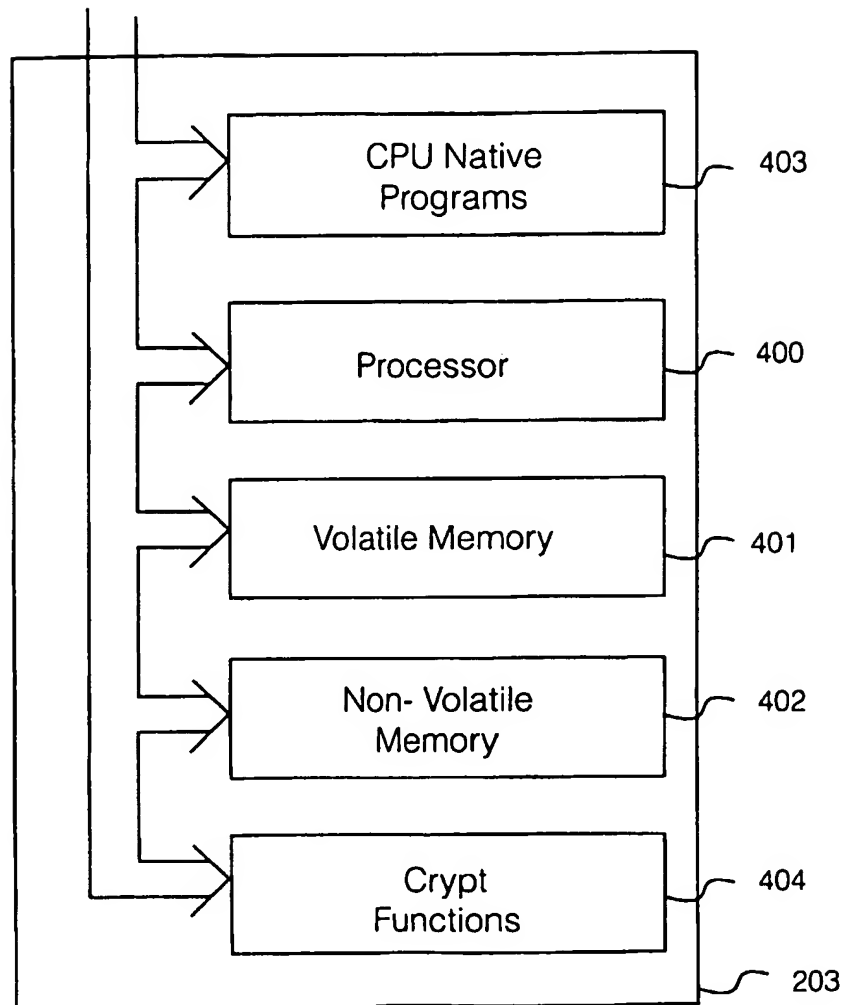 CPU Native
Programs
403
Processor
400
Volatile Memory
401
Non- Volatile
Memory
402
Crypt
Functions
404
203